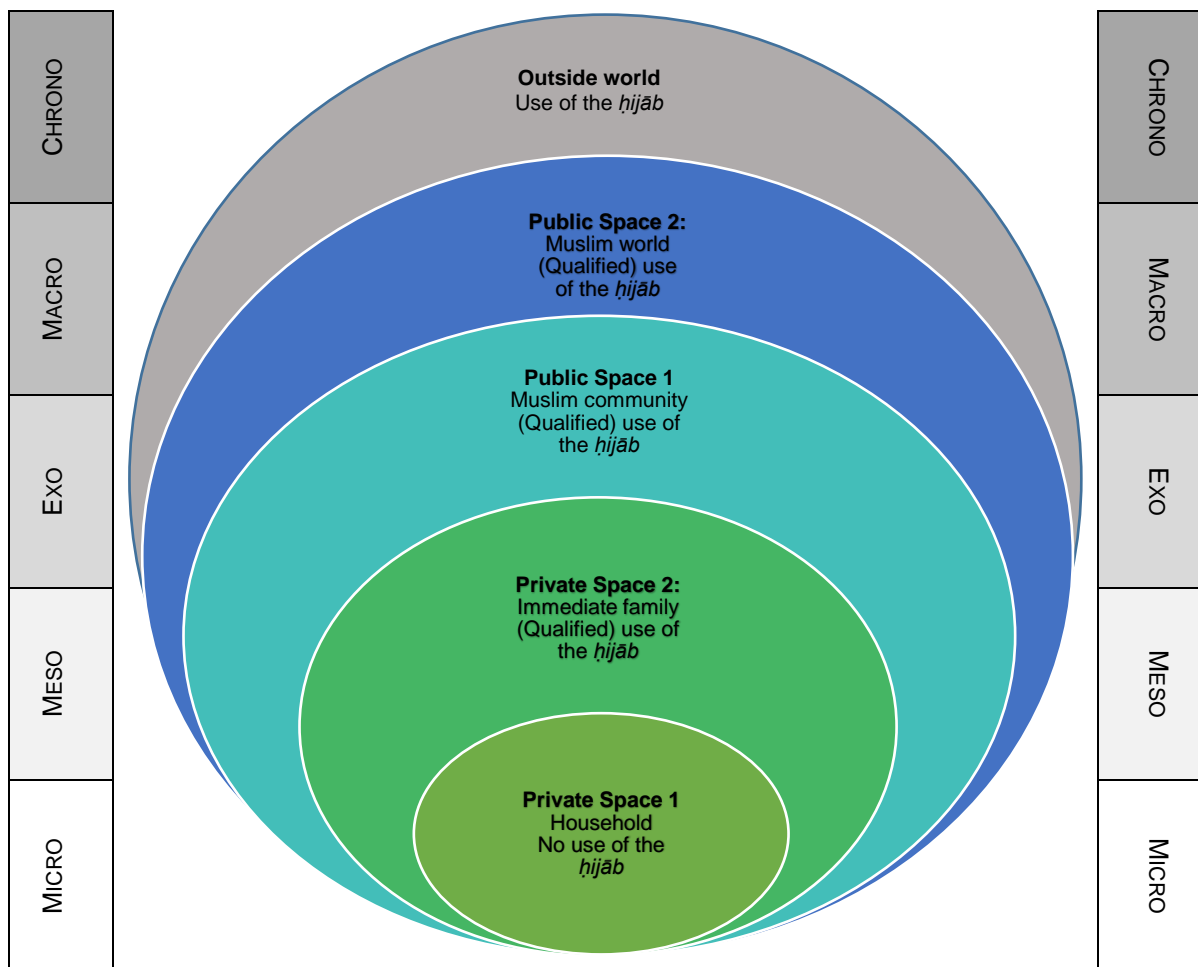 CHRONO
MACRO
EXO
MESO
MICRO
Outside world
Use of the ḥijāb
Public Space 2:
Muslim world
(Qualified) use
of the ḥijāb
Public Space 1
Muslim community
(Qualified) use of
the ḥijāb
Private Space 2:
Immediate family
(Qualified) use of
the ḥijāb
Private Space 1
Household
No use of the
ḥijāb
CHRONO
MACRO
EXO
MESO
MICRO